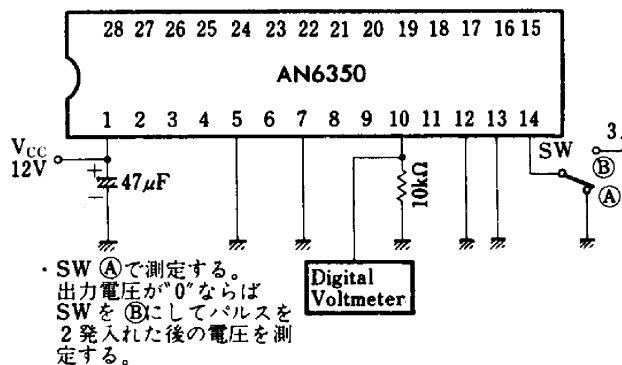 28 27 26 25 24 23 22 21 20 19 18 17 16 15
AN6350
1 2 3 4 5 6 7 8 9 10 11 12 13 14
VCC
12V
+
47μF
−
10kΩ
SW
3.
Ⓑ
Ⓐ
Digital
Voltmeter
・SW Ⓐで測定する。
出力電圧が"0"ならば
SWを Ⓑにしてパルスを
2発入れた後の電圧を測
定する。